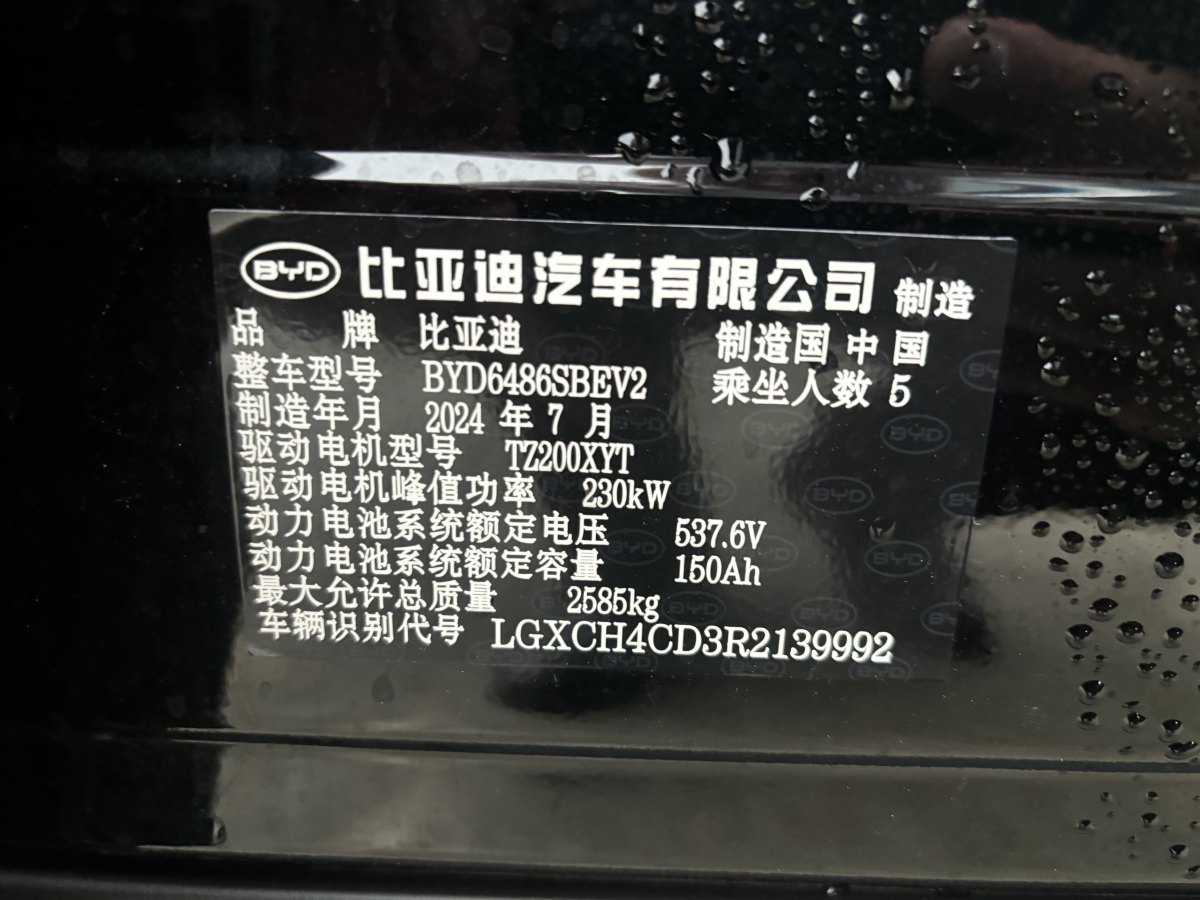 BYD 比亚迪汽车有限公司 制造
品 牌 比亚迪 制造国 中国
整车型号 BYD6486SBEV2 乘坐人数 5
制造年月 2024 年 7 月
驱动电机型号 TZ200XYT
驱动电机峰值功率 230kW
动力电池系统额定电压 537.6V
动力电池系统额定容量 150Ah
最大允许总质量 2585kg
车辆识别代号 LGXCH4CD3R2139992